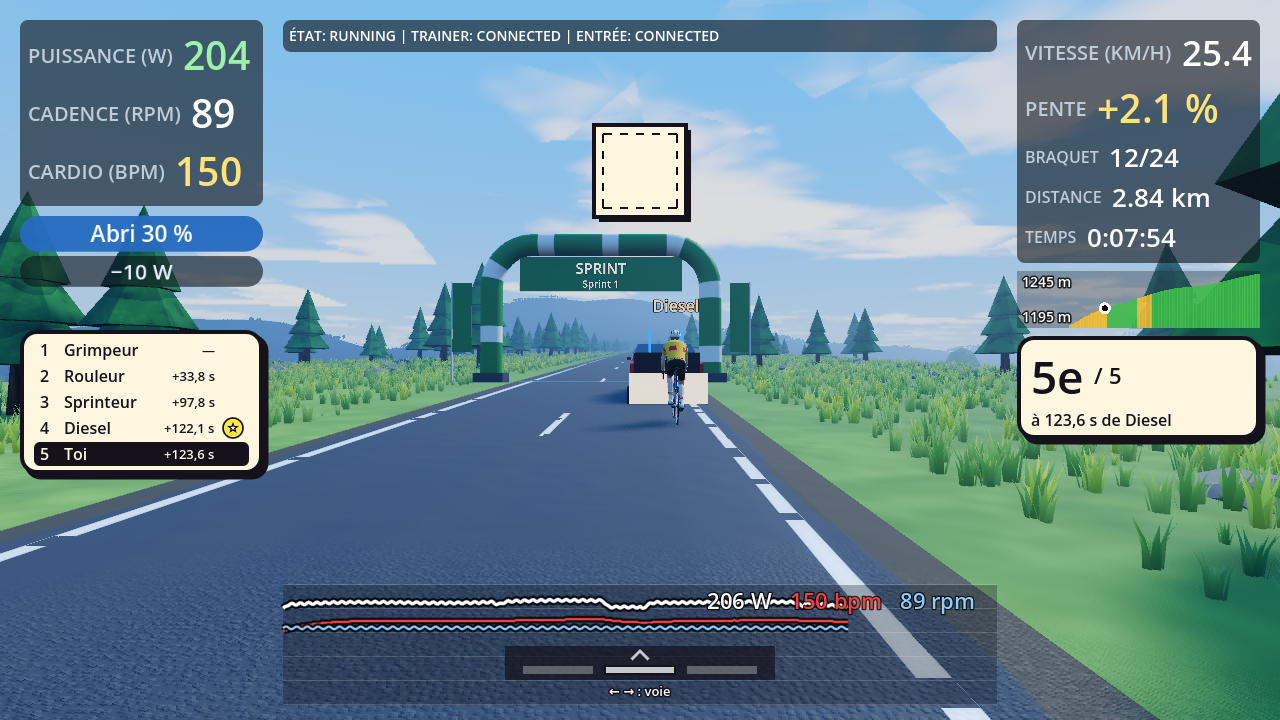 PUISSANCE (W) 204
CADENCE (RPM) 89
CARDIO (BPM) 150
Abri 30 %
−10 W
1 Grimpeur —
2 Rouleur +33,8 s
3 Sprinteur +97,8 s
4 Diesel +122,1 s
5 Toi +123,6 s
ÉTAT: RUNNING | TRAINER: CONNECTED | ENTRÉE: CONNECTED
SPRINT
Sprint 1
Diesel
VITESSE (KM/H) 25.4
PENTE +2.1 %
BRAQUET 12/24
DISTANCE 2.84 km
TEMPS 0:07:54
1245 m
1195 m
5e / 5
à 123,6 s de Diesel
206 W 150 bpm 89 rpm
← → : voie